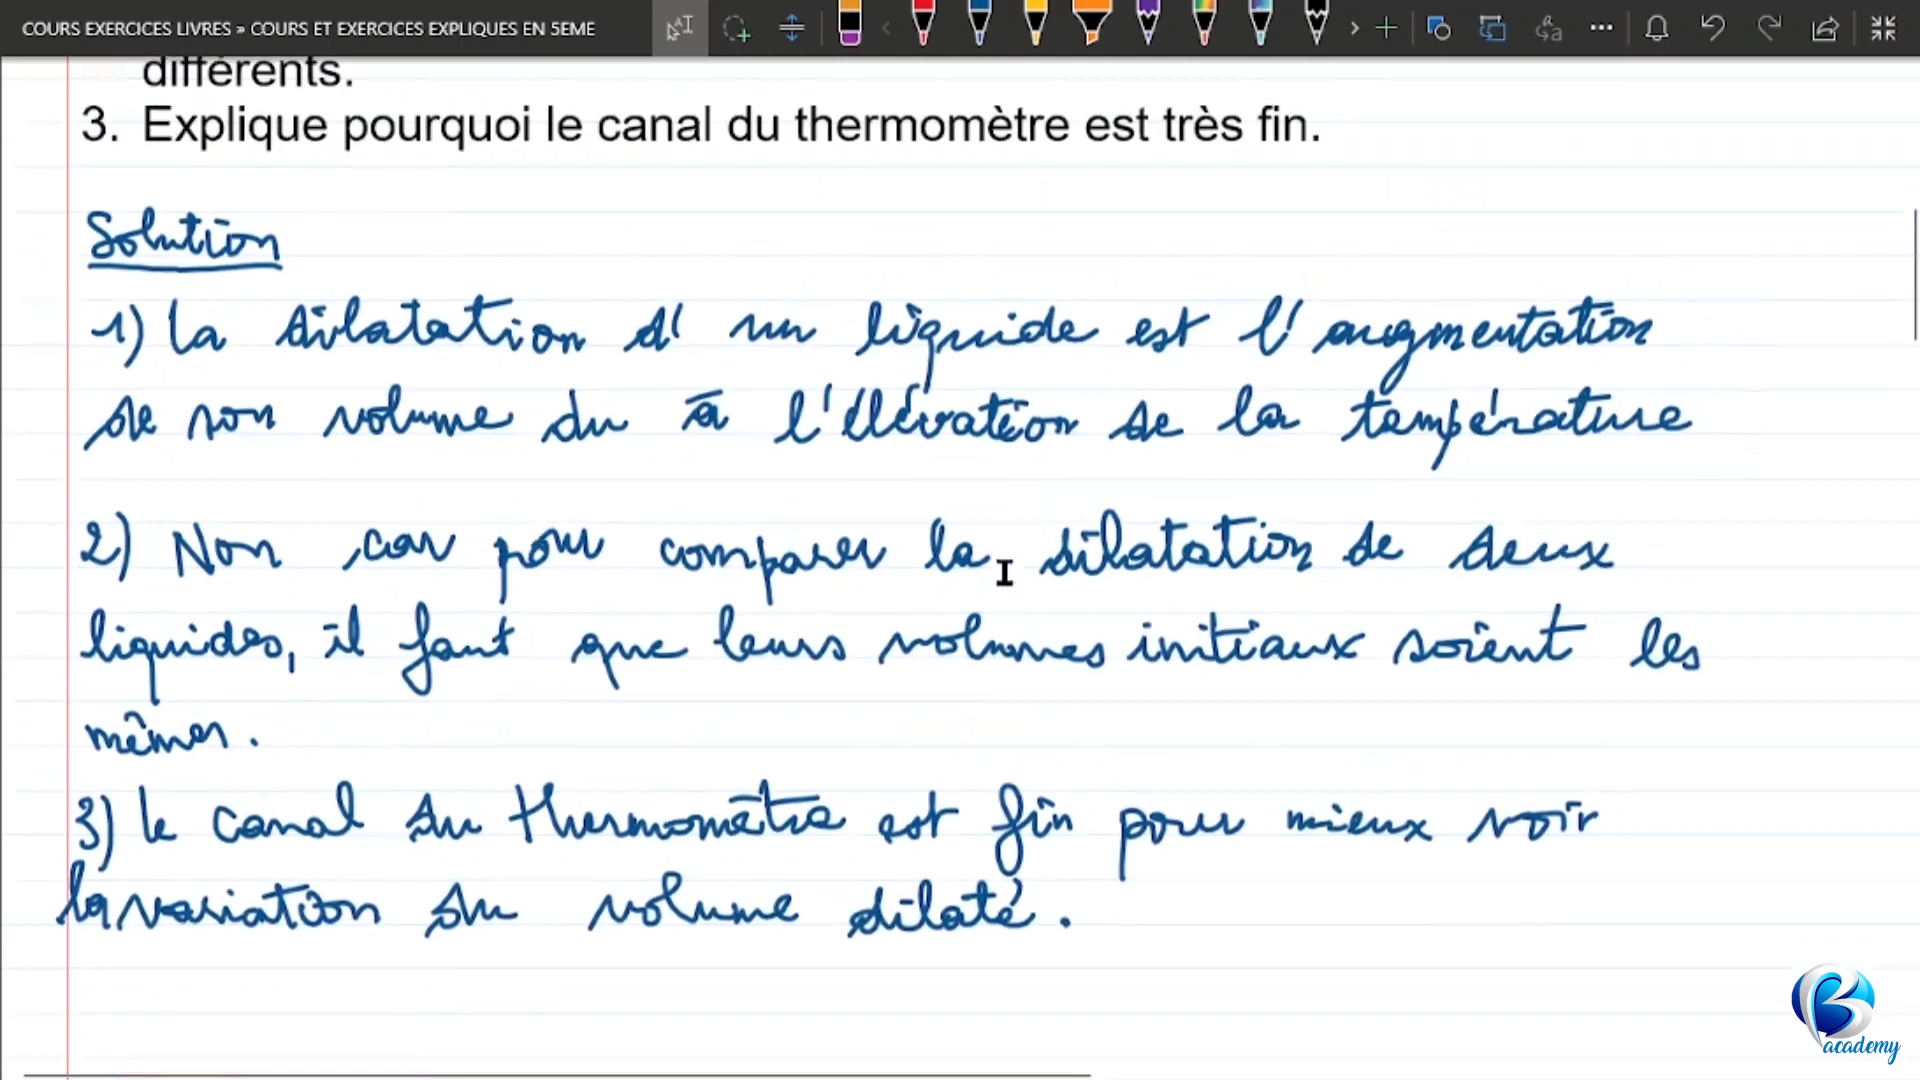 COURS EXERCICES LIVRES » COURS ET EXERCICES EXPLIQUES EN 5EME
différents.
3. Explique pourquoi le canal du thermomètre est très fin.
Solution
1) la dilatation d' un liquide est l'augmentation
de son volume du à l'élévation de la température
2) Non , car pour comparer la dilatation de deux
liquides, il faut que leurs volumes initiaux soient les
mêmes.
3) le canal du thermomètre est fin pour mieux voir
la variation du volume dilaté.
academy